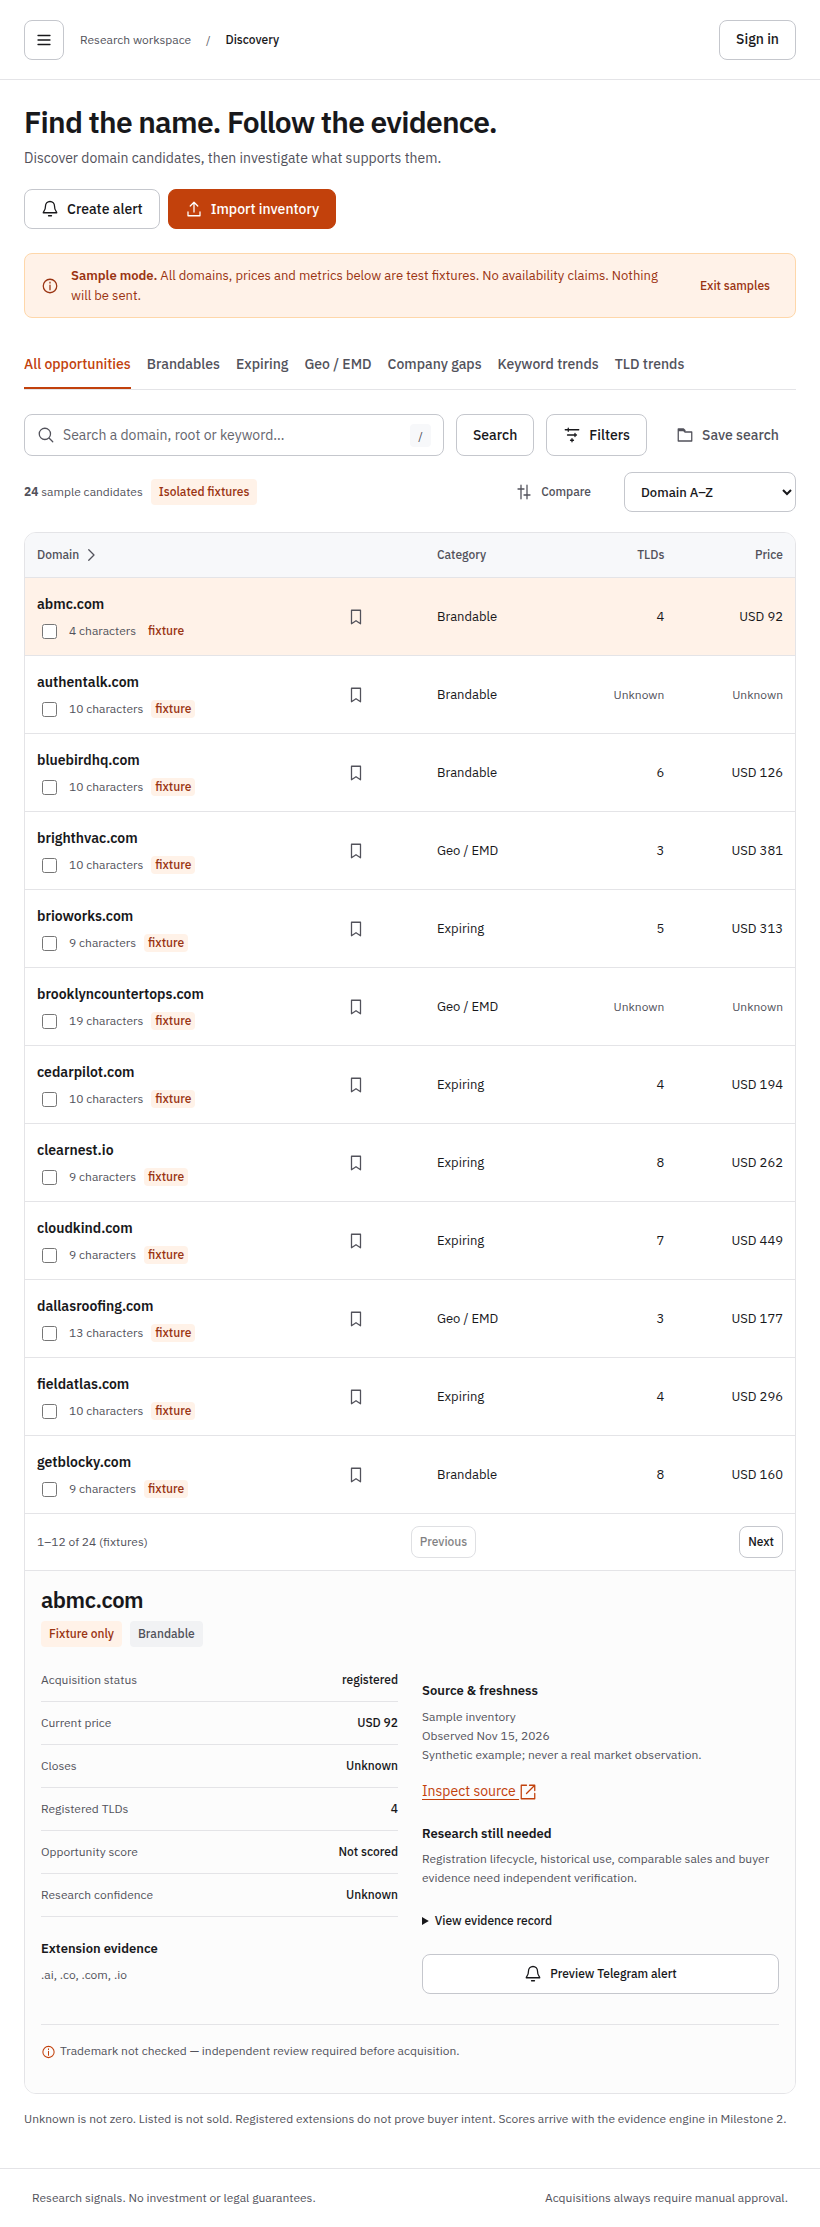 Research workspace / Discovery
Sign in
Find the name. Follow the evidence.
Discover domain candidates, then investigate what supports them.
Create alert
Import inventory
Sample mode. All domains, prices and metrics below are test fixtures. No availability claims. Nothing
will be sent.
Exit samples
All opportunities Brandables Expiring Geo / EMD Company gaps Keyword trends TLD trends
Search a domain, root or keyword... /
Search
Filters
Save search
24 sample candidates Isolated fixtures
Compare
Domain A–Z
Domain Category TLDs Price
abmc.com
4 characters fixture
Brandable 4 USD 92
authentalk.com
10 characters fixture
Brandable Unknown Unknown
bluebirdhq.com
10 characters fixture
Brandable 6 USD 126
brighthvac.com
10 characters fixture
Geo / EMD 3 USD 381
brioworks.com
9 characters fixture
Expiring 5 USD 313
brooklyncountertops.com
19 characters fixture
Geo / EMD Unknown Unknown
cedarpilot.com
10 characters fixture
Expiring 4 USD 194
clearnest.io
9 characters fixture
Expiring 8 USD 262
cloudkind.com
9 characters fixture
Expiring 7 USD 449
dallasroofing.com
13 characters fixture
Geo / EMD 3 USD 177
fieldatlas.com
10 characters fixture
Expiring 4 USD 296
getblocky.com
9 characters fixture
Brandable 8 USD 160
1–12 of 24 (fixtures)
Previous
Next
abmc.com
Fixture only Brandable
Acquisition status registered
Current price USD 92
Closes Unknown
Registered TLDs 4
Opportunity score Not scored
Research confidence Unknown
Extension evidence
.ai, .co, .com, .io
Source & freshness
Sample inventory
Observed Nov 15, 2026
Synthetic example; never a real market observation.
Inspect source
Research still needed
Registration lifecycle, historical use, comparable sales and buyer
evidence need independent verification.
View evidence record
Preview Telegram alert
Trademark not checked — independent review required before acquisition.
Unknown is not zero. Listed is not sold. Registered extensions do not prove buyer intent. Scores arrive with the evidence engine in Milestone 2.
Research signals. No investment or legal guarantees.
Acquisitions always require manual approval.